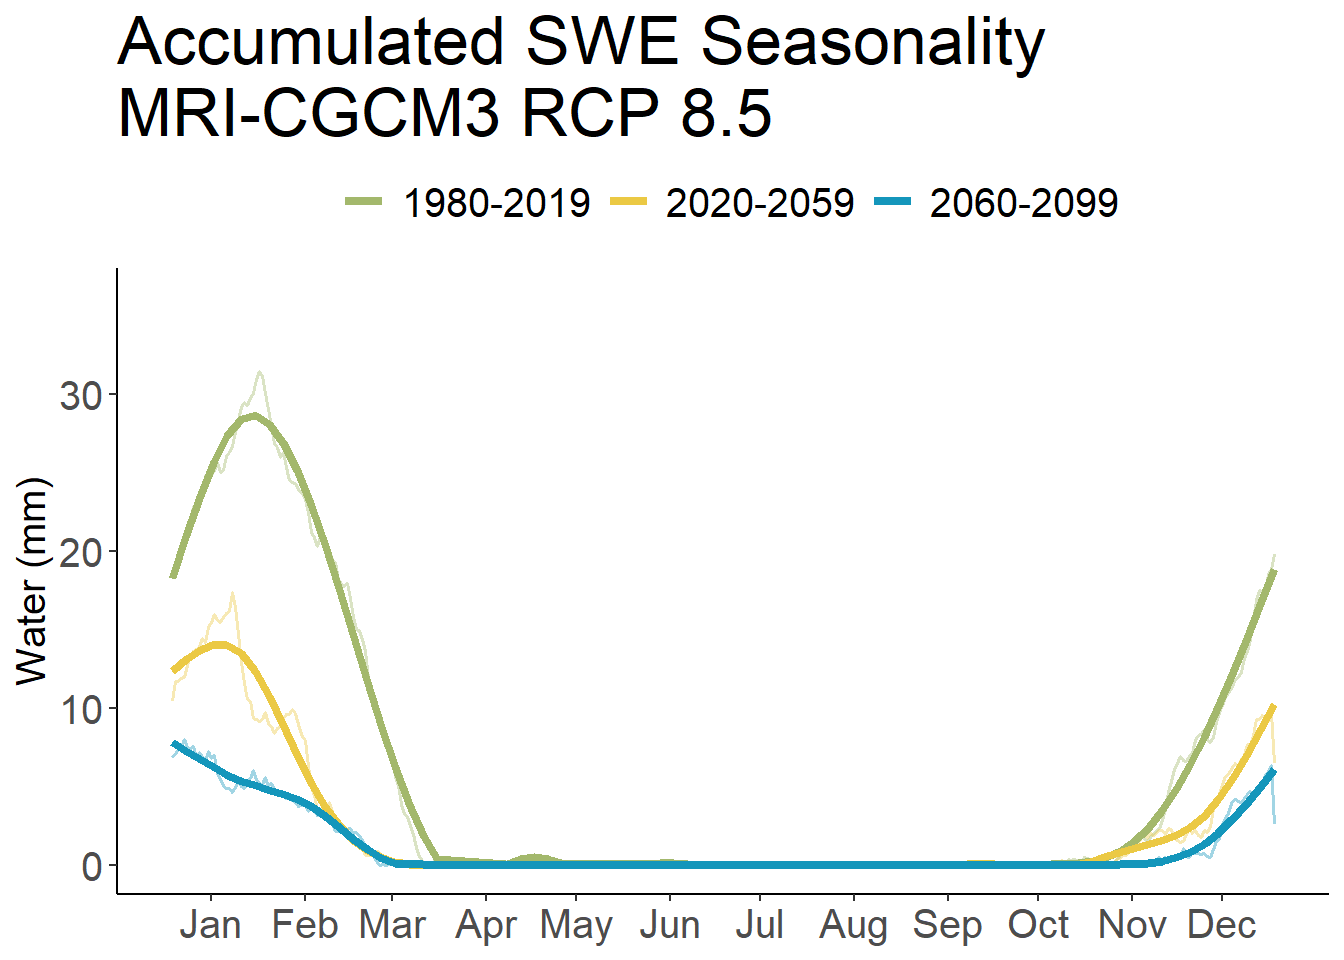 Accumulated SWE Seasonality
MRI-CGCM3 RCP 8.5
1980-2019 2020-2059 2060-2099
Water (mm)
30
20
10
0
Jan Feb Mar Apr May Jun Jul Aug Sep Oct Nov Dec